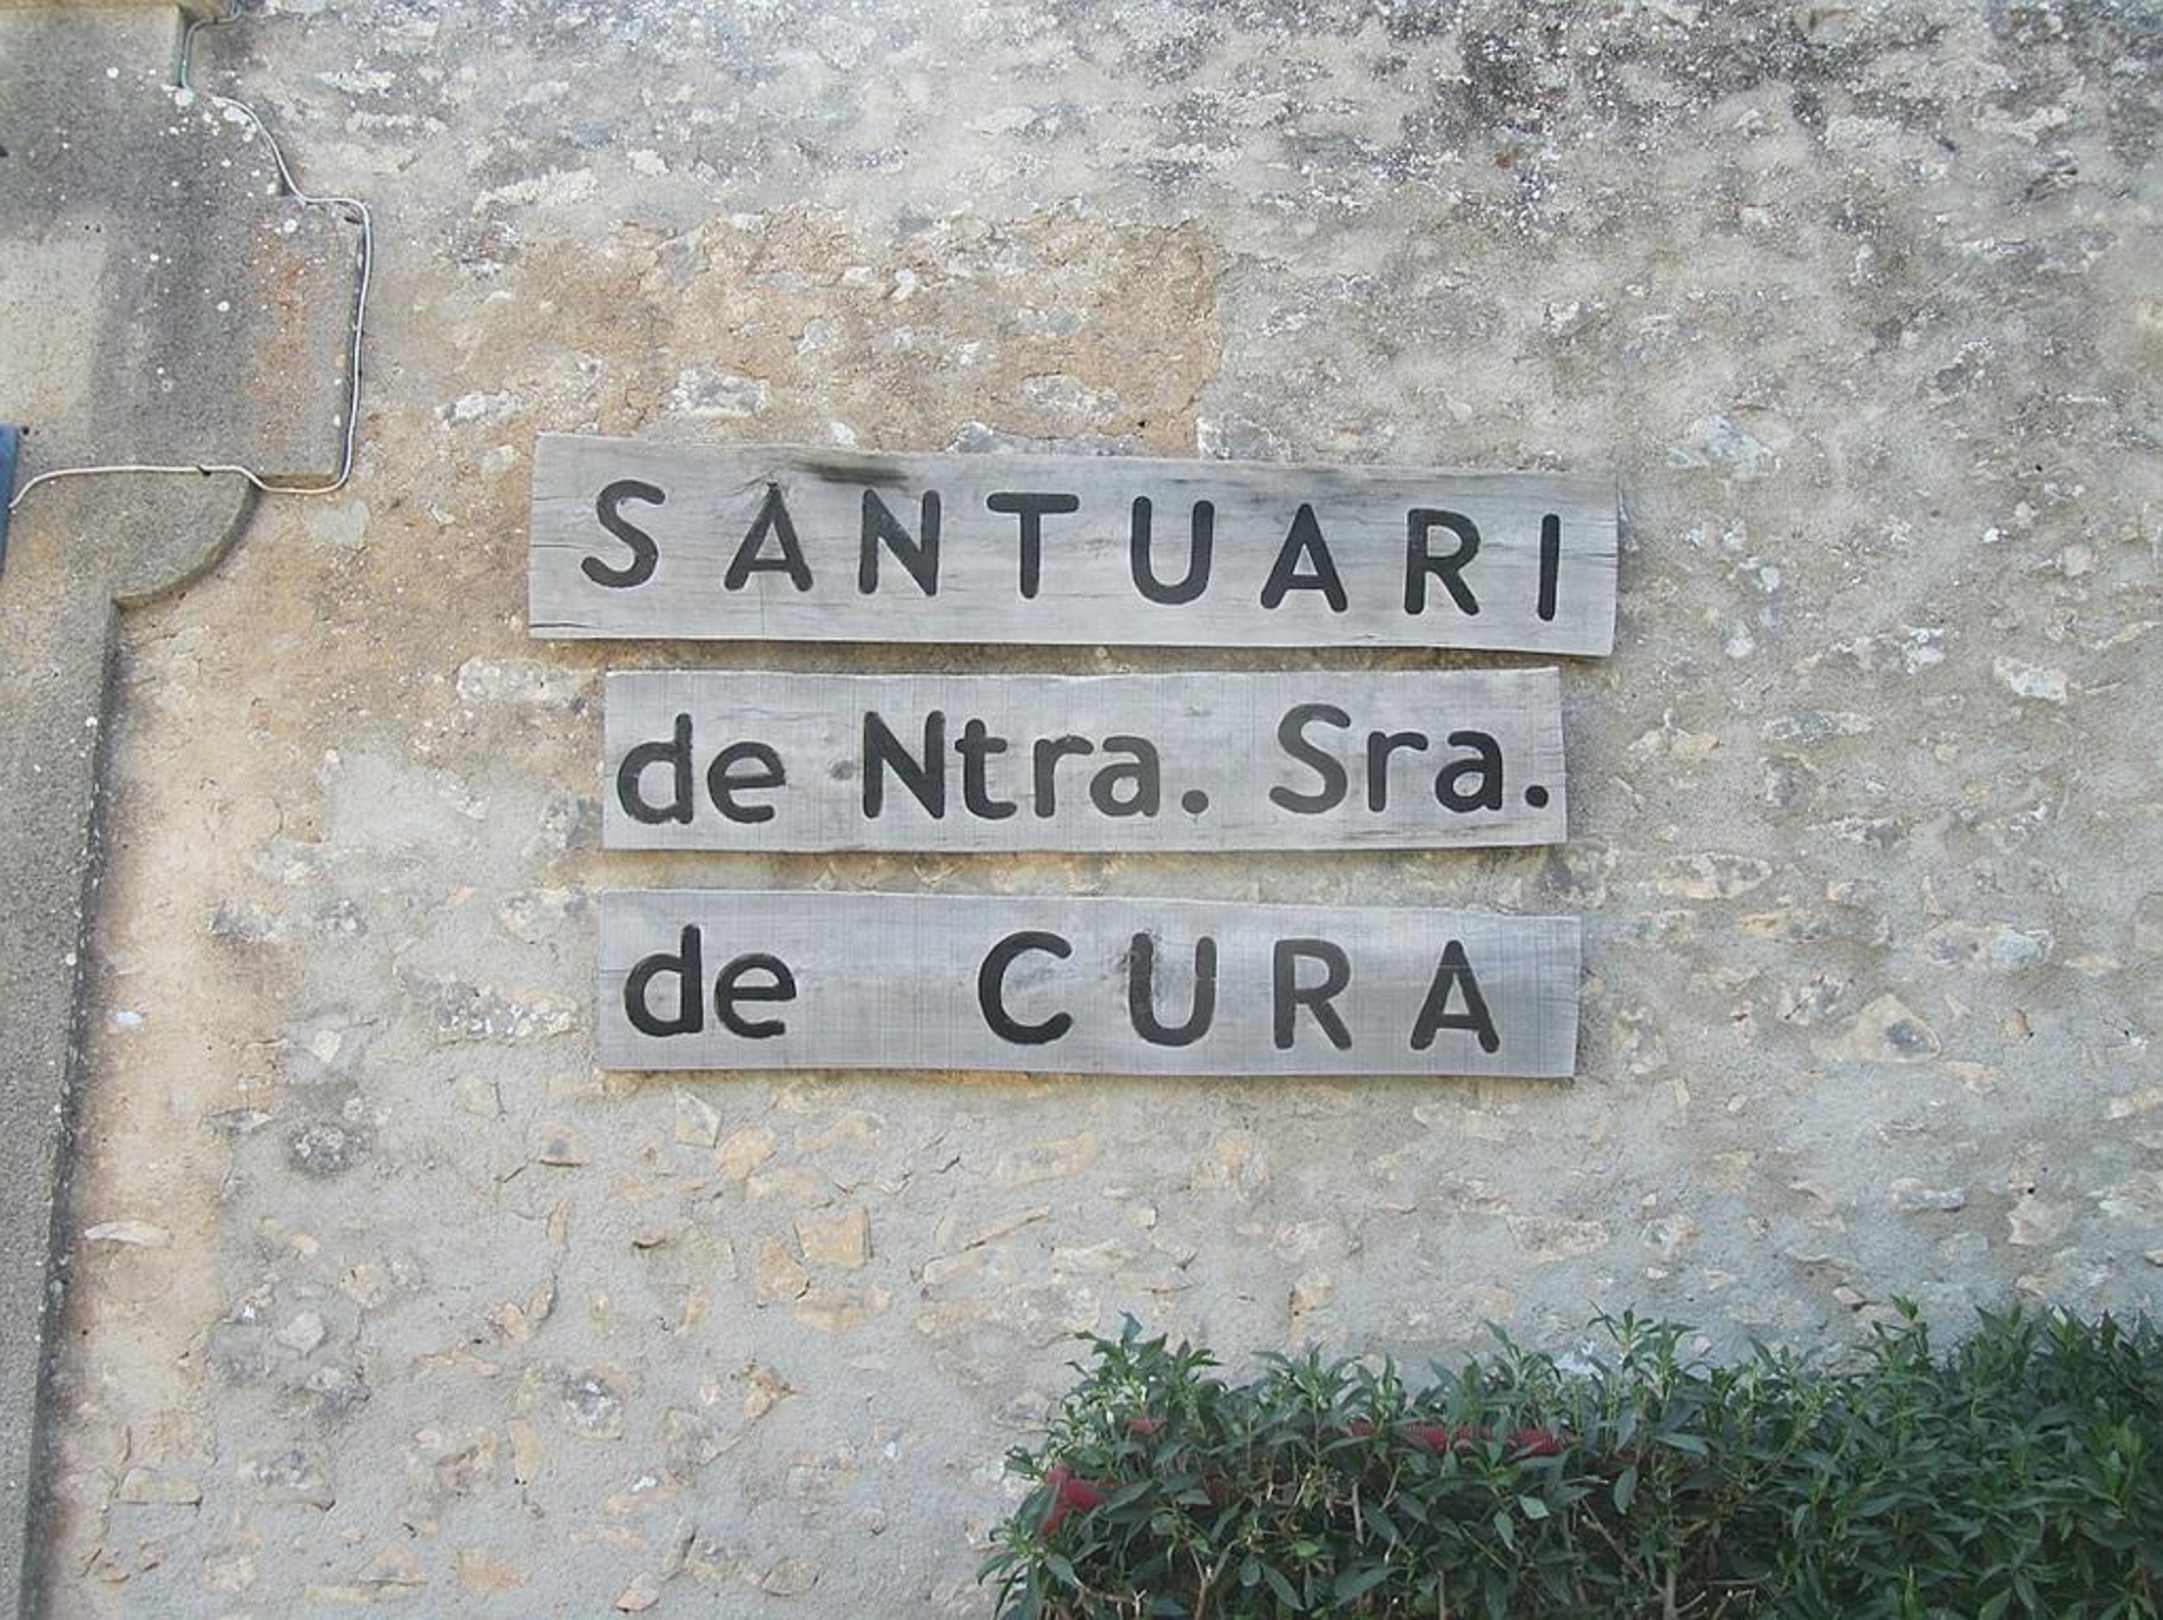 SANTUARI
de Ntra. Sra.
de CURA